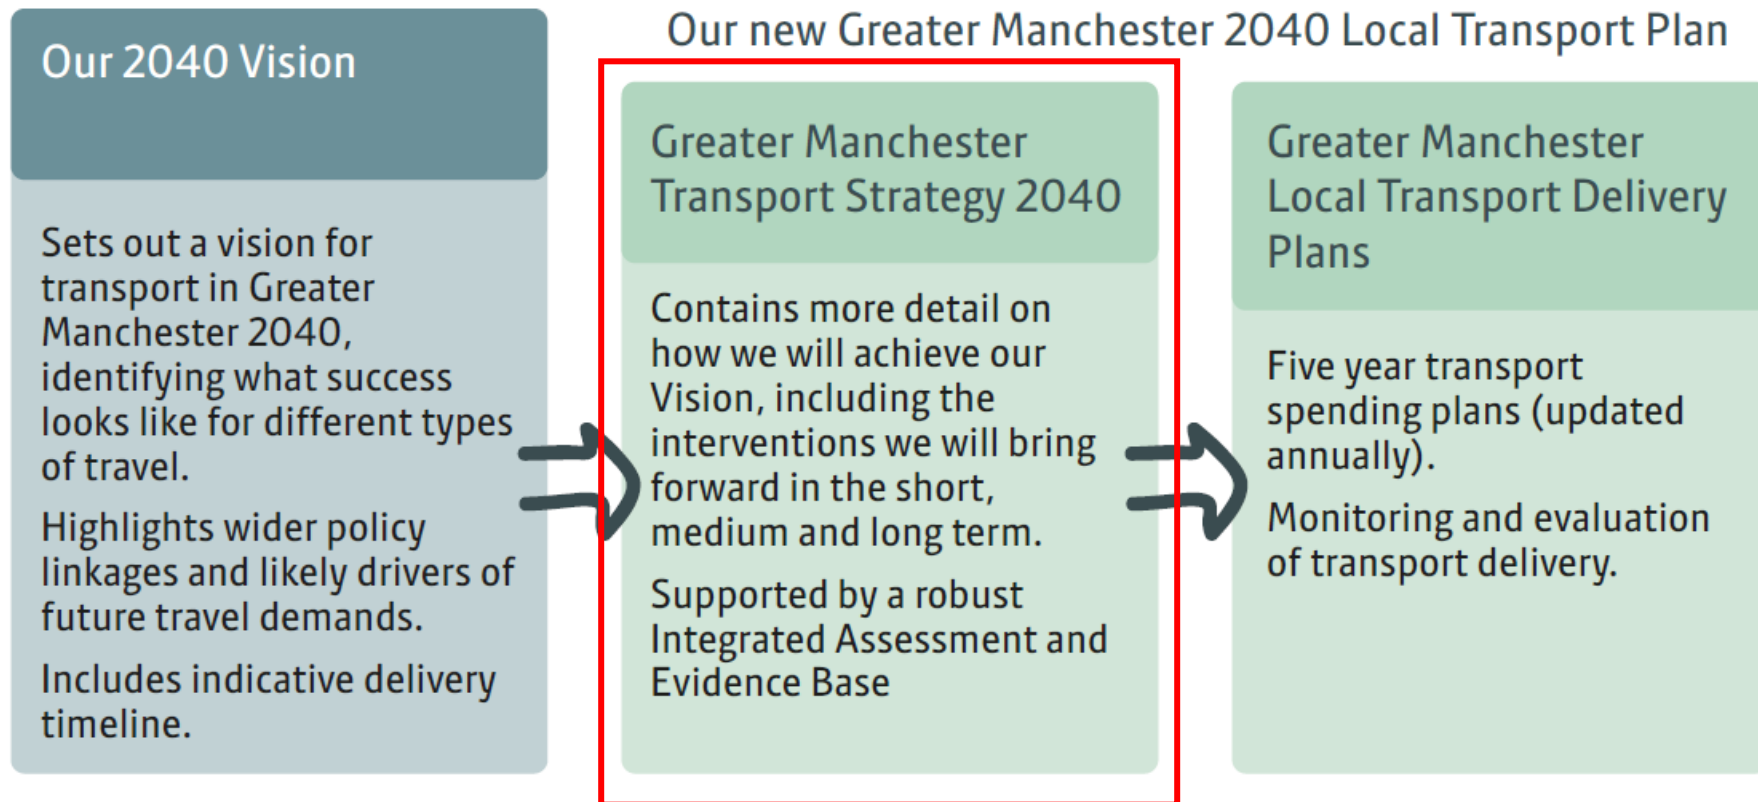 Our 2040 Vision
Sets out a vision for
transport in Greater
Manchester 2040,
identifying what success
looks like for different types
of travel.
Highlights wider policy
linkages and likely drivers of
future travel demands.
Includes indicative delivery
timeline.
Our new Greater Manchester 2040 Local Transport Plan
Greater Manchester
Transport Strategy 2040
Contains more detail on
how we will achieve our
Vision, including the
interventions we will bring
forward in the short,
medium and long term.
Supported by a robust
Integrated Assessment and
Evidence Base
Greater Manchester
Local Transport Delivery
Plans
Five year transport
spending plans (updated
annually).
Monitoring and evaluation
of transport delivery.